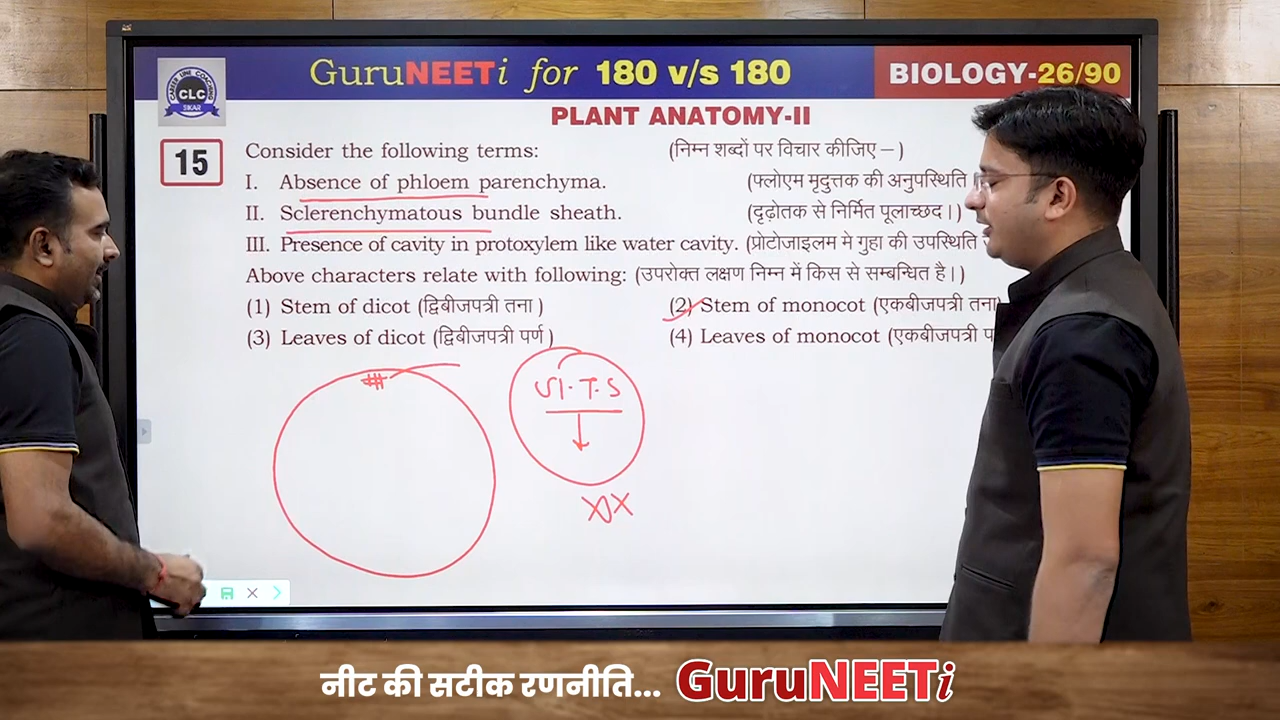 GuruNEETi for 180 v/s 180
BIOLOGY-26/90
CAREER LINE COACHING
CLC
SIKAR
PLANT ANATOMY-II
15
Consider the following terms: (निम्न शब्दों पर विचार कीजिए –)
I. Absence of phloem parenchyma. (फ्लोएम मृदुत्तक की अनुपस्थिति
II. Sclerenchymatous bundle sheath. (दृढ़ोतक से निर्मित पूलाच्छद।)
III. Presence of cavity in protoxylem like water cavity. (प्रोटोजाइलम मे गुहा की उपस्थिति
Above characters relate with following: (उपरोक्त लक्षण निम्न में किस से सम्बन्धित है।)
(1) Stem of dicot (द्विबीजपत्री तना ) (2) Stem of monocot (एकबीजपत्री तना
(3) Leaves of dicot (द्विबीजपत्री पर्ण ) (4) Leaves of monocot (एकबीजपत्री प
T.S
नीट की सटीक रणनीति... GuruNEETi